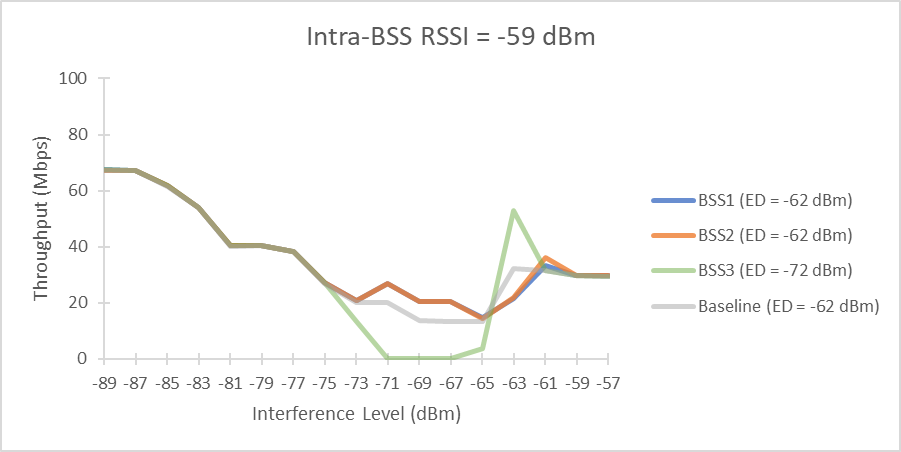 Intra-BSS RSSI = -59 dBm
Throughput (Mbps)
100
80
60
40
20
0
-89 -87 -85 -83 -81 -79 -77 -75 -73 -71 -69 -67 -65 -63 -61 -59 -57
Interference Level (dBm)
BSS1 (ED = -62 dBm)
BSS2 (ED = -62 dBm)
BSS3 (ED = -72 dBm)
Baseline (ED = -62 dBm)